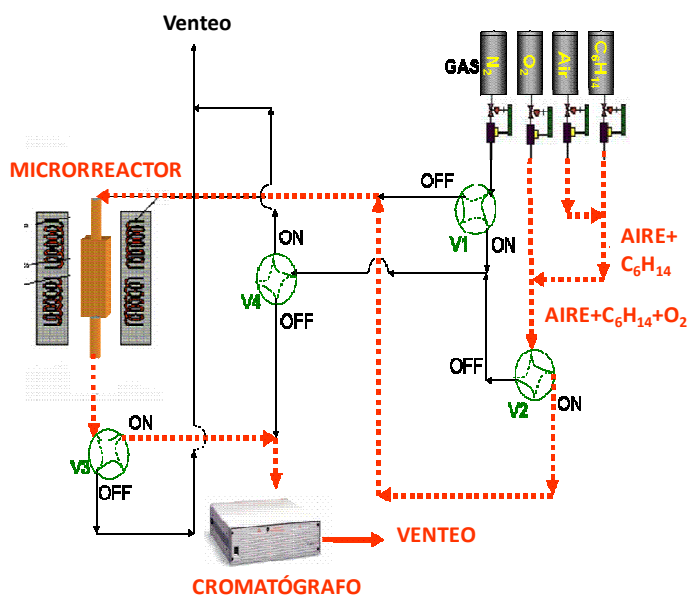 Venteo
GAS
N₂
O₂
Air
C₆H₁₄
MICRORREACTOR
OFF
V1
ON
ON
V4
OFF
AIRE+
C₆H₁₄
AIRE+C₆H₁₄+O₂
OFF
V2
ON
ON
V3
OFF
VENTEO
CROMATÓGRAFO